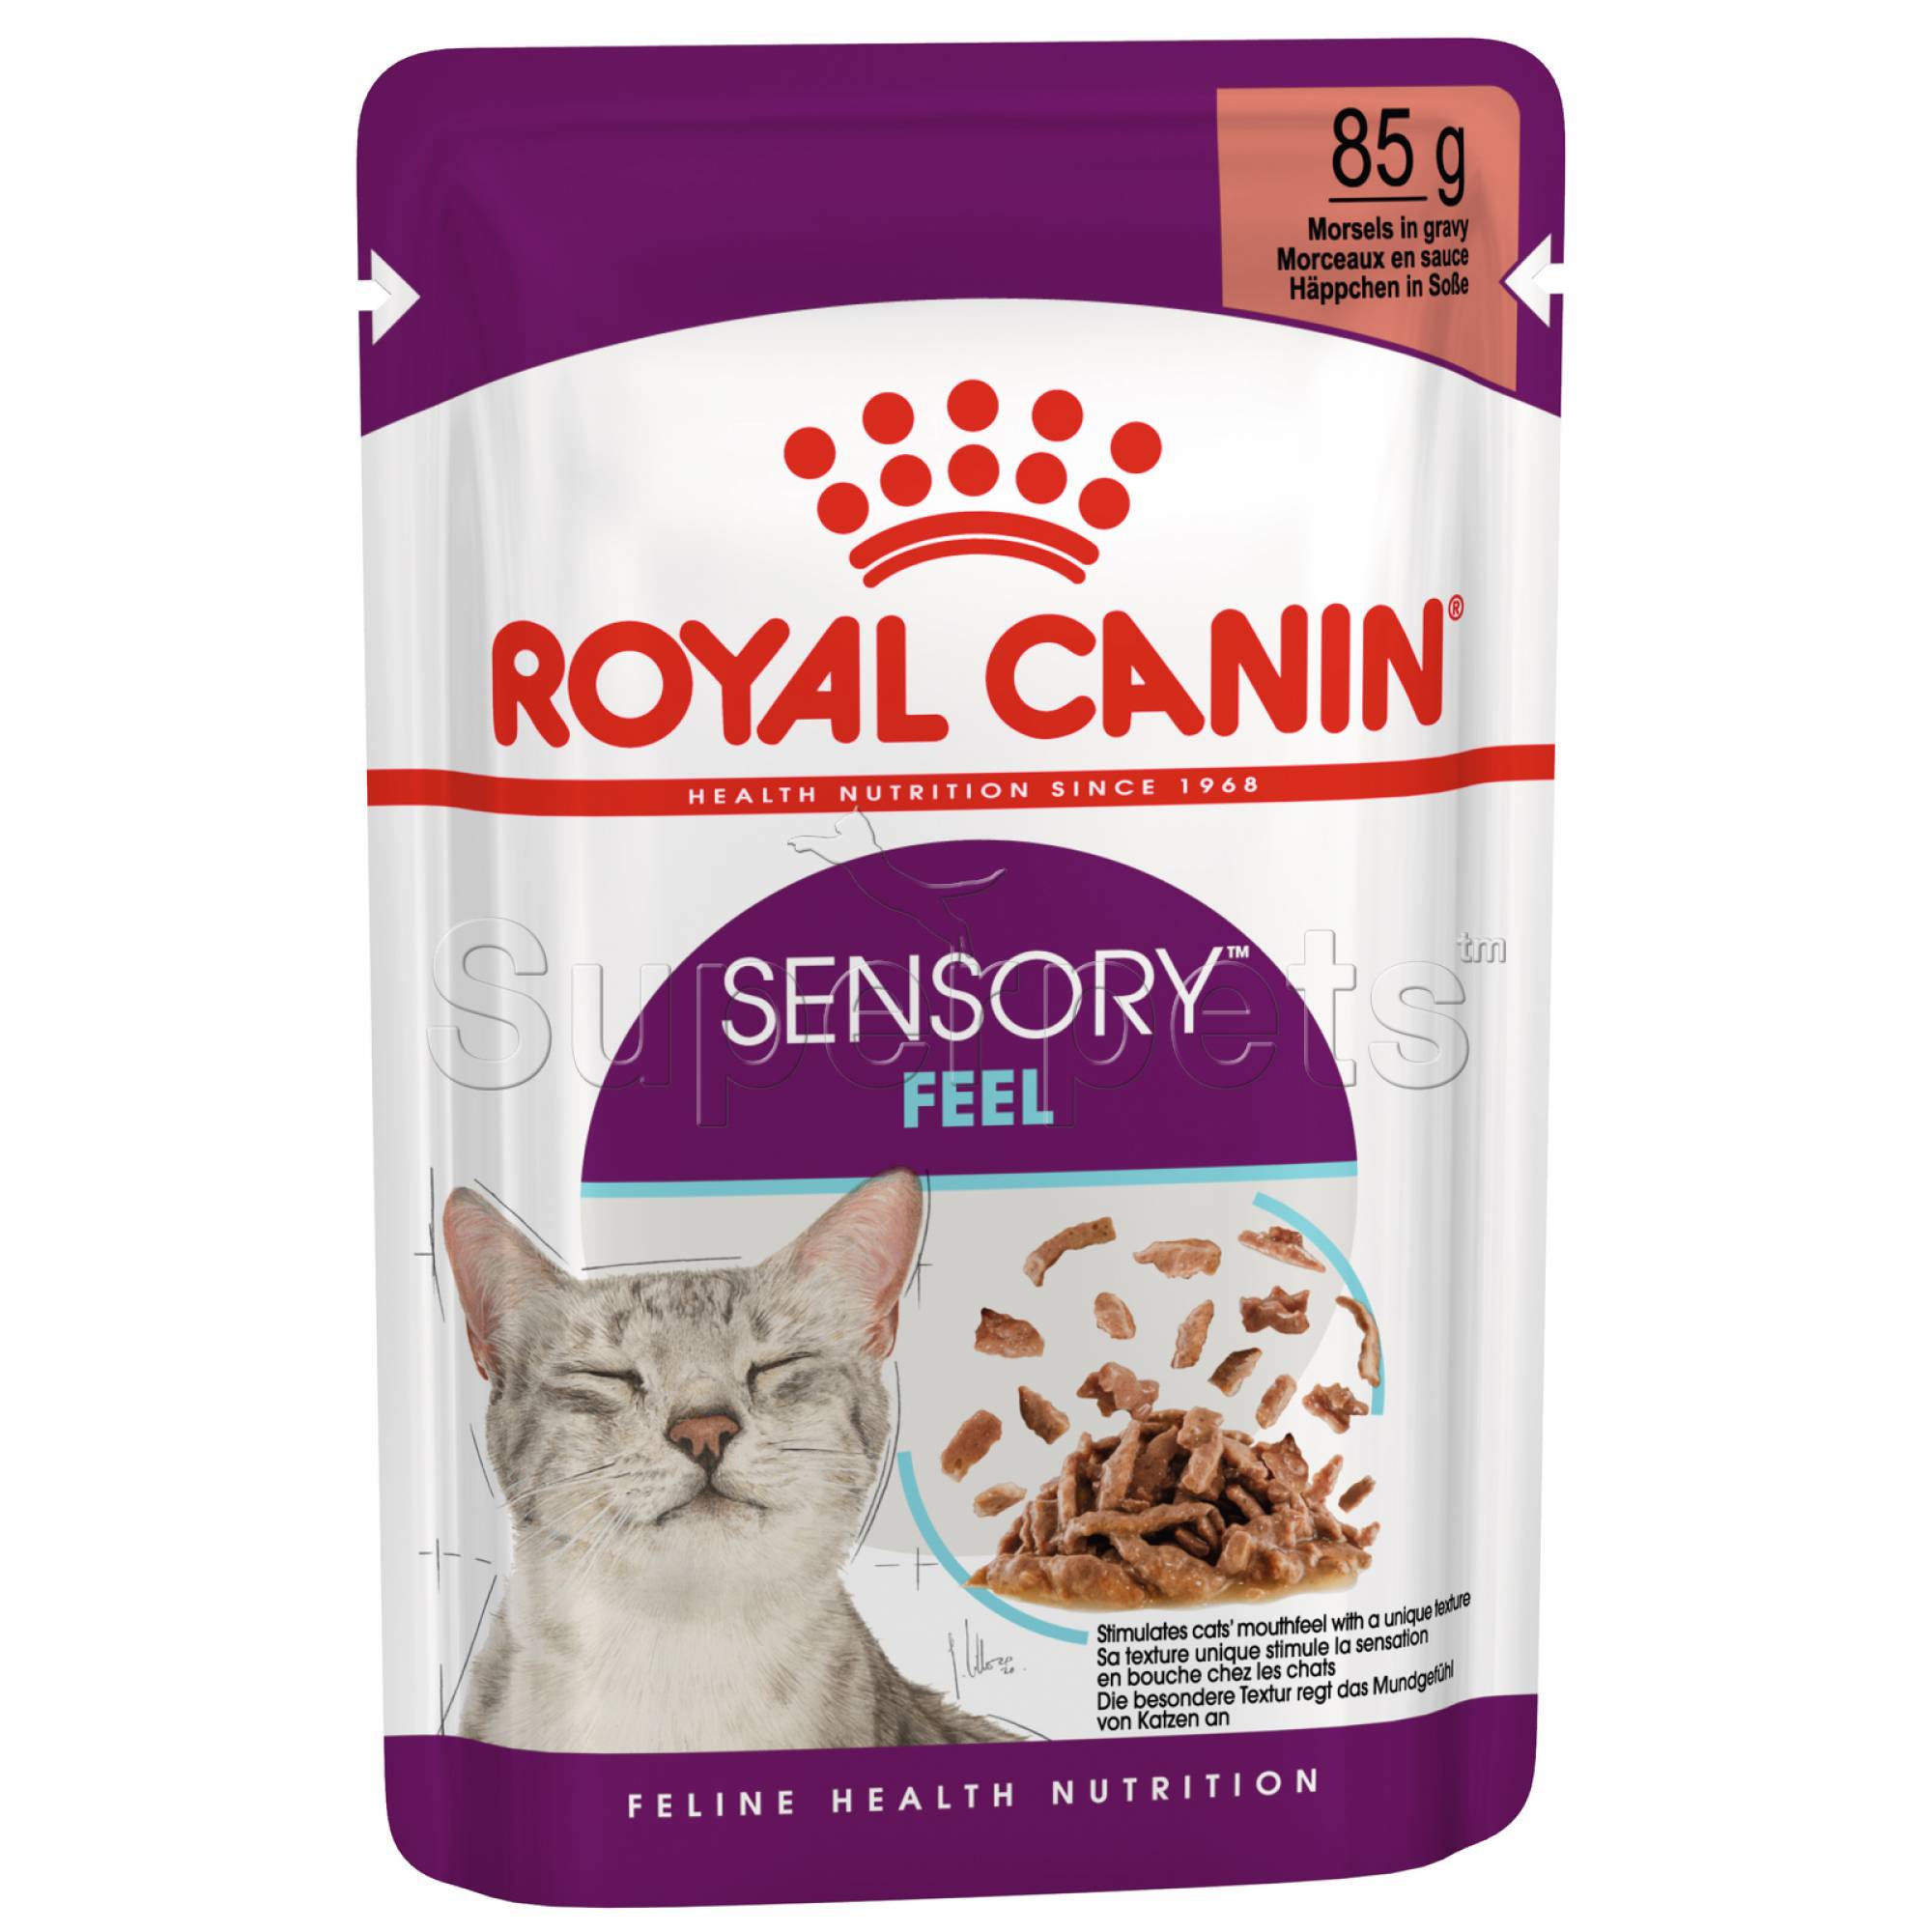 85 g
Morsels in gravy
Morceaux en sauce
Häppchen in Soße
ROYAL CANIN®
HEALTH NUTRITION SINCE 1968
SENSORY™
Superpets tm
FEEL
Stimulates cats' mouthfeel with a unique texture
Sa texture unique stimule la sensation
en bouche chez les chats
Die besondere Textur regt das Mundgefühl
von Katzen an
FELINE HEALTH NUTRITION